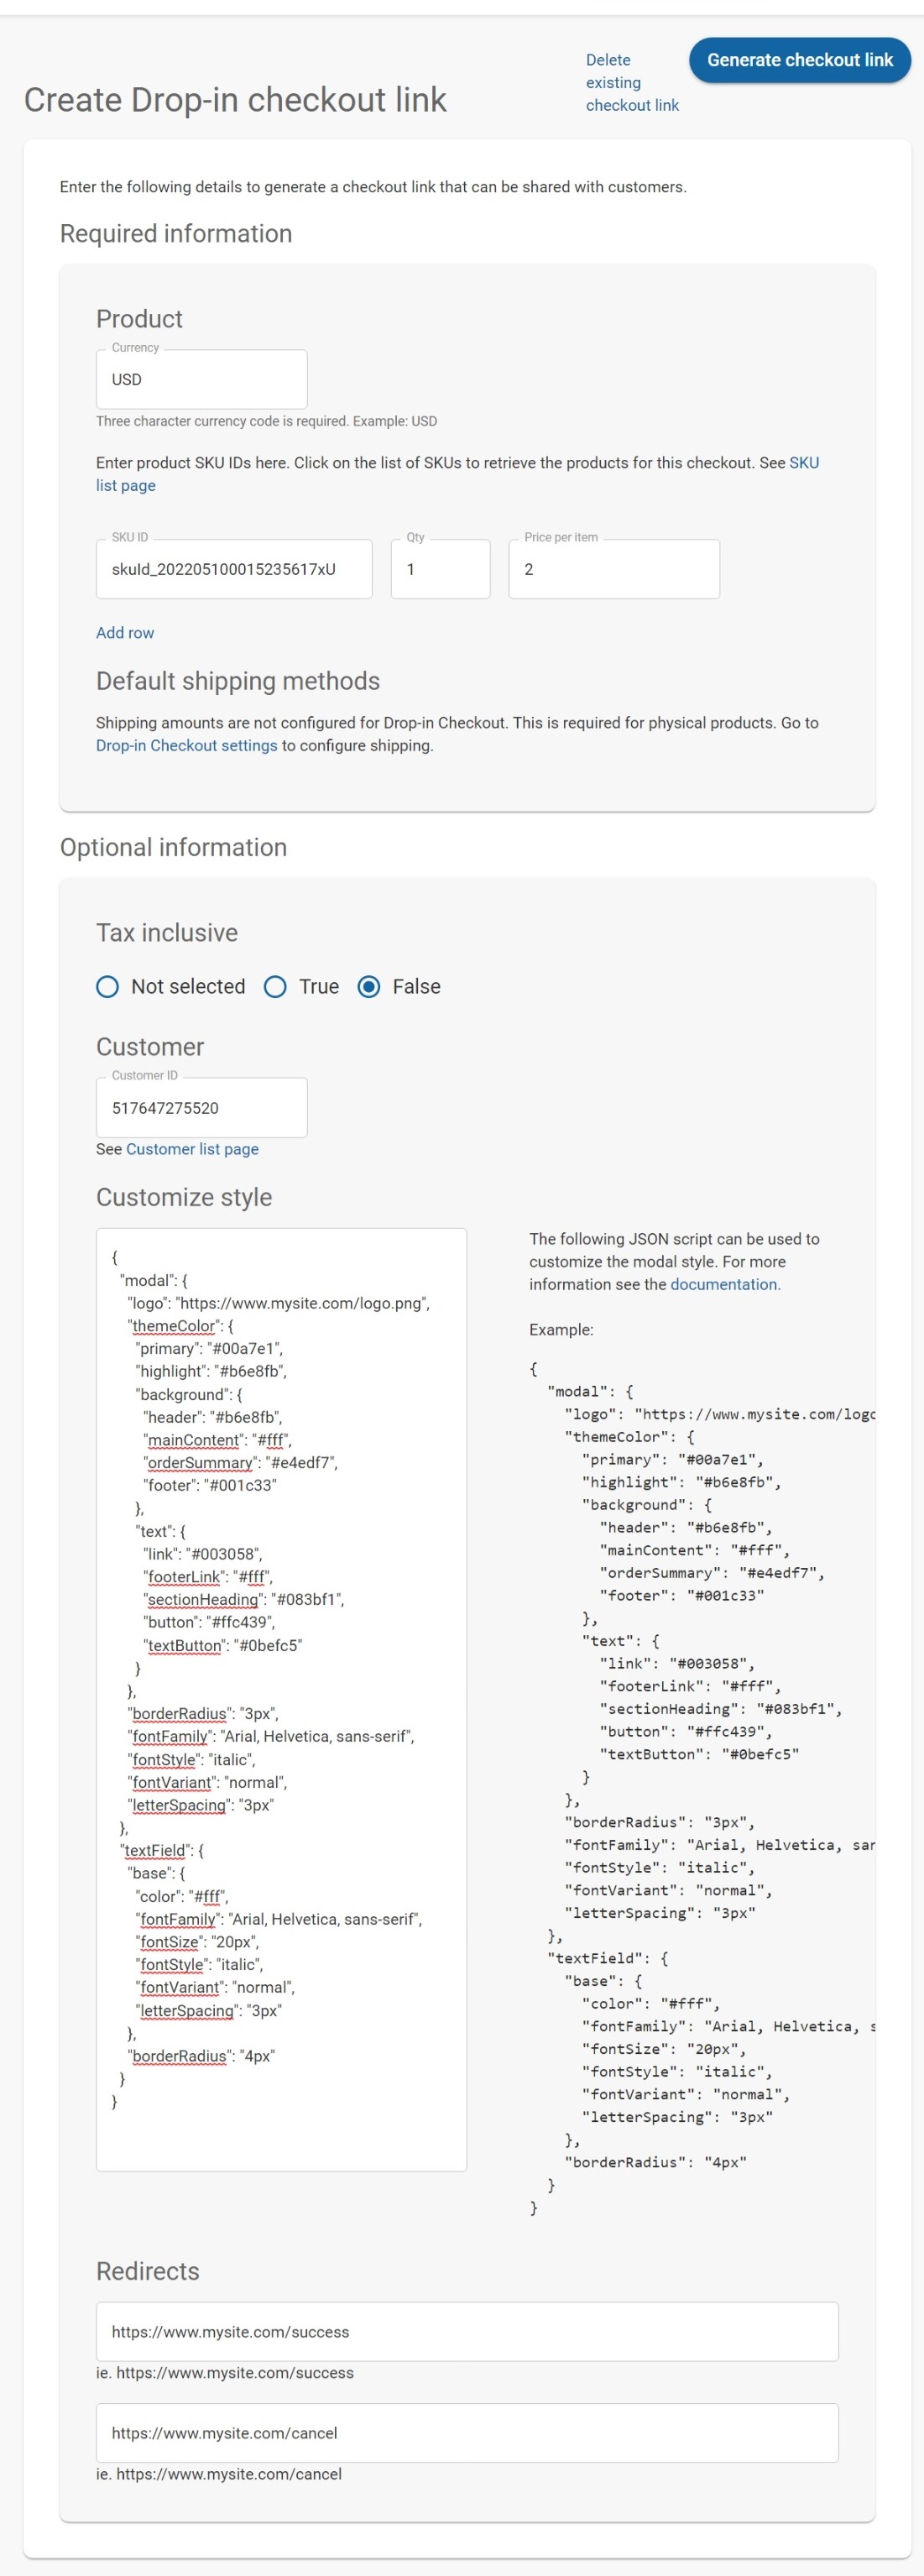 Delete
existing
checkout link
Generate checkout link
Create Drop-in checkout link
Enter the following details to generate a checkout link that can be shared with customers.
Required information
Product
Currency
USD
Three character currency code is required. Example: USD
Enter product SKU IDs here. Click on the list of SKUs to retrieve the products for this checkout. See SKU
list page
SKU ID
skuId_202205100015235617xU
Qty
1
Price per item
2
Add row
Default shipping methods
Shipping amounts are not configured for Drop-in Checkout. This is required for physical products. Go to
Drop-in Checkout settings to configure shipping.
Optional information
Tax inclusive
Not selected
True
False
Customer
Customer ID
517647275520
See Customer list page
Customize style
{
"modal": {
"logo": "https://www.mysite.com/logo.png",
"themeColor": {
"primary": "#00a7e1",
"highlight": "#b6e8fb",
"background": {
"header": "#b6e8fb",
"mainContent": "#fff",
"orderSummary": "#e4edf7",
"footer": "#001c33"
},
"text": {
"link": "#003058",
"footerLink": "#fff",
"sectionHeading": "#083bf1",
"button": "#ffc439",
"textButton": "#0befc5"
}
},
"borderRadius": "3px",
"fontFamily": "Arial, Helvetica, sans-serif",
"fontStyle": "italic",
"fontVariant": "normal",
"letterSpacing": "3px"
},
"textField": {
"base": {
"color": "#fff",
"fontFamily": "Arial, Helvetica, sans-serif",
"fontSize": "20px",
"fontStyle": "italic",
"fontVariant": "normal",
"letterSpacing": "3px"
},
"borderRadius": "4px"
}
}
The following JSON script can be used to
customize the modal style. For more
information see the documentation.
Example:
{
"modal": {
"logo": "https://www.mysite.com/logo
"themeColor": {
"primary": "#00a7e1",
"highlight": "#b6e8fb",
"background": {
"header": "#b6e8fb",
"mainContent": "#fff",
"orderSummary": "#e4edf7",
"footer": "#001c33"
},
"text": {
"link": "#003058",
"footerLink": "#fff",
"sectionHeading": "#083bf1",
"button": "#ffc439",
"textButton": "#0befc5"
}
},
"borderRadius": "3px",
"fontFamily": "Arial, Helvetica, san
"fontStyle": "italic",
"fontVariant": "normal",
"letterSpacing": "3px"
},
"textField": {
"base": {
"color": "#fff",
"fontFamily": "Arial, Helvetica, s
"fontSize": "20px",
"fontStyle": "italic",
"fontVariant": "normal",
"letterSpacing": "3px"
},
"borderRadius": "4px"
}
}
Redirects
https://www.mysite.com/success
ie. https://www.mysite.com/success
https://www.mysite.com/cancel
ie. https://www.mysite.com/cancel